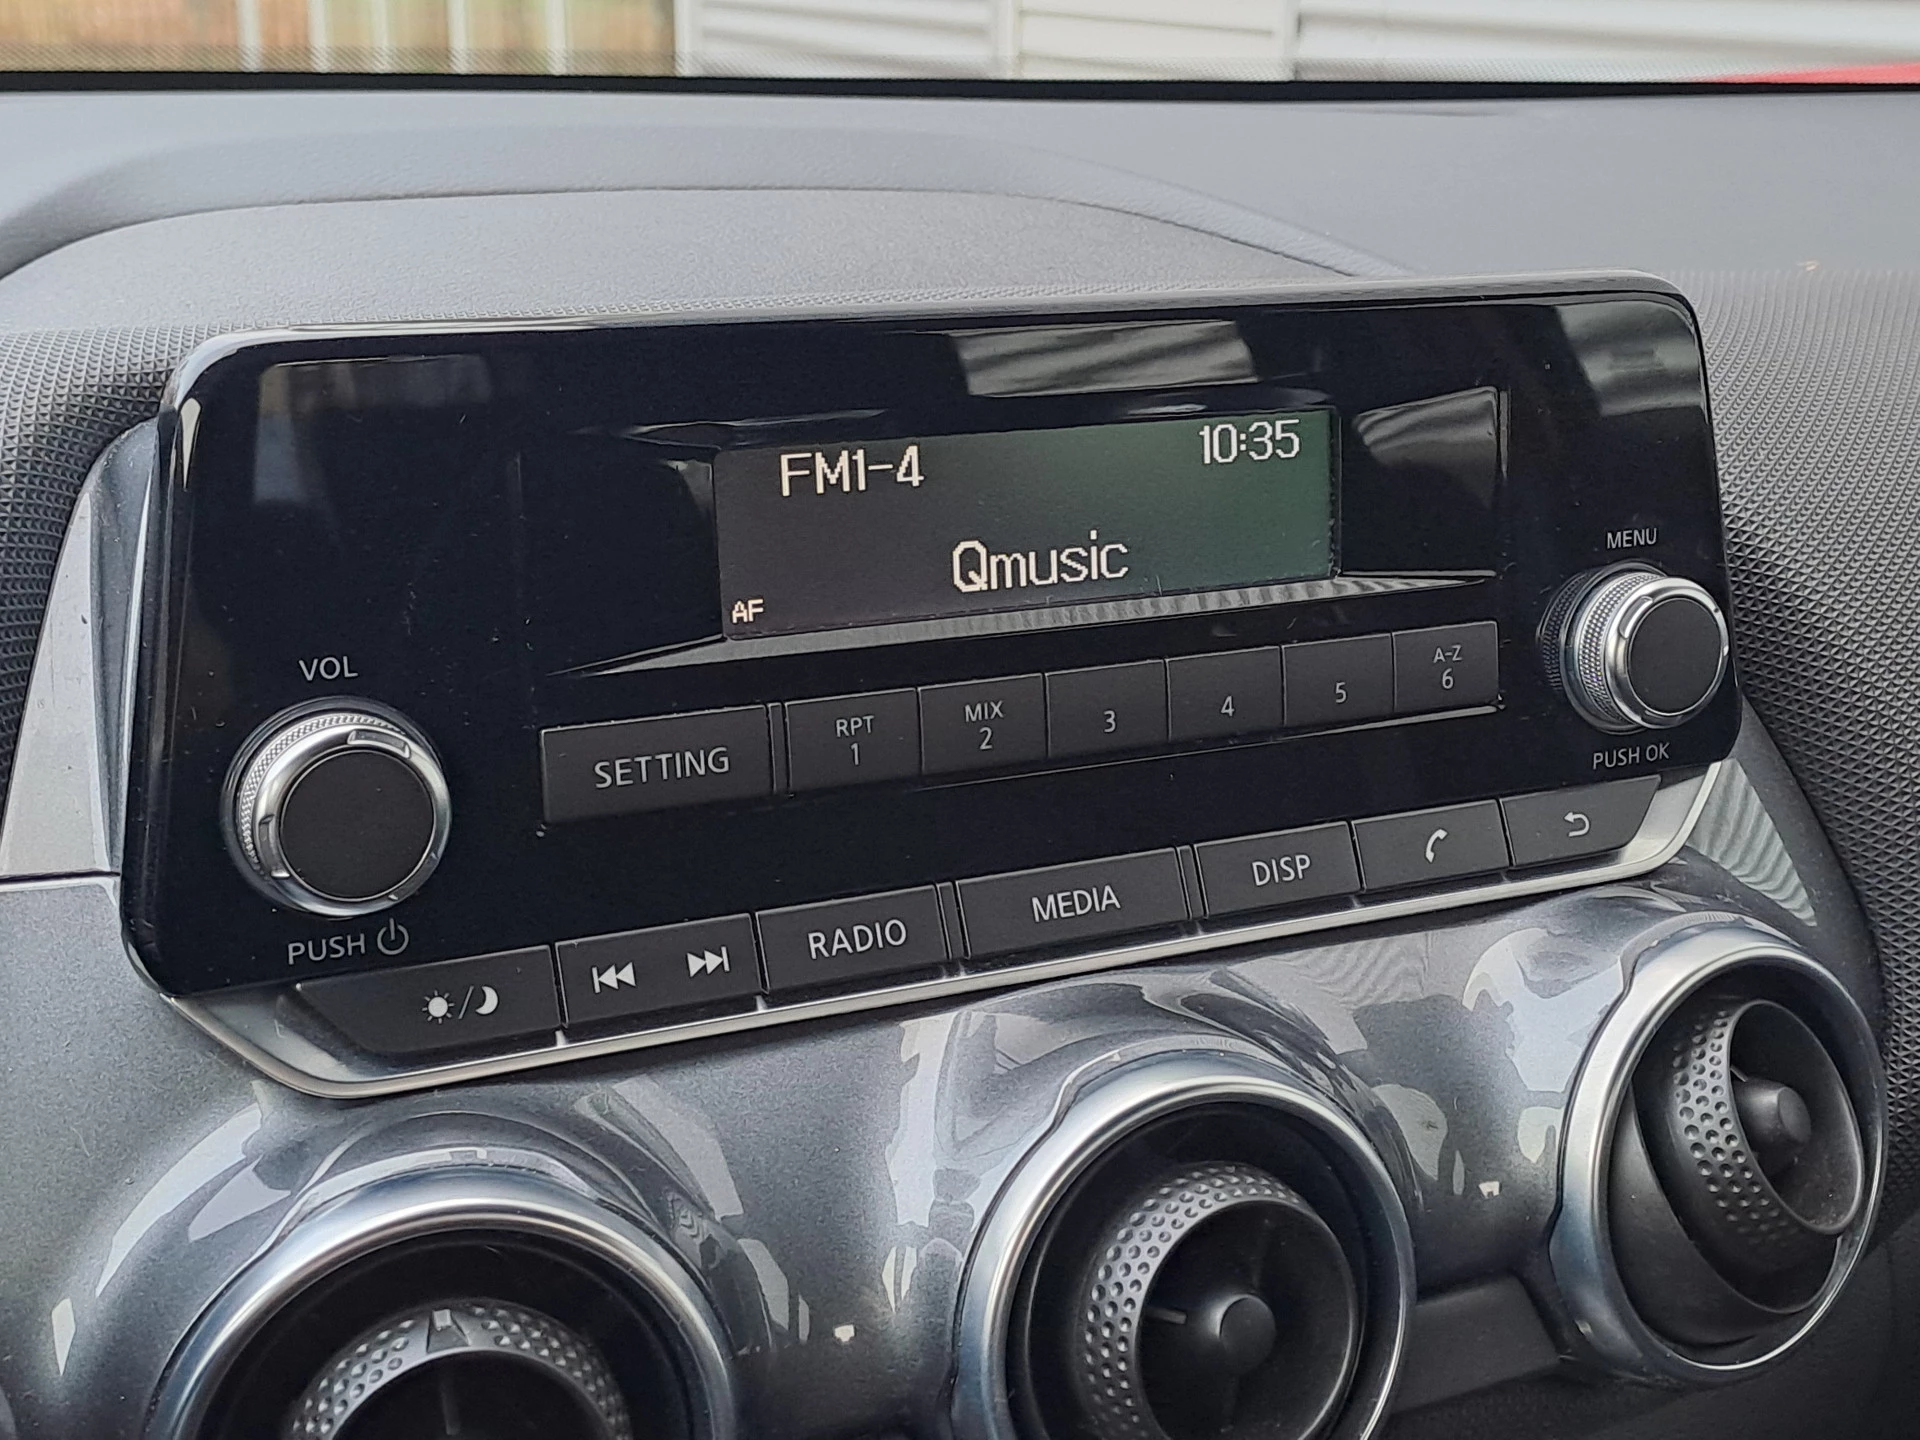 FM1-4 10:35
Qmusic
AF
VOL
PUSH
MENU
PUSH OK
SETTING
RPT
1
MIX
2
3
4
5
A-Z
6
RADIO
MEDIA
DISP